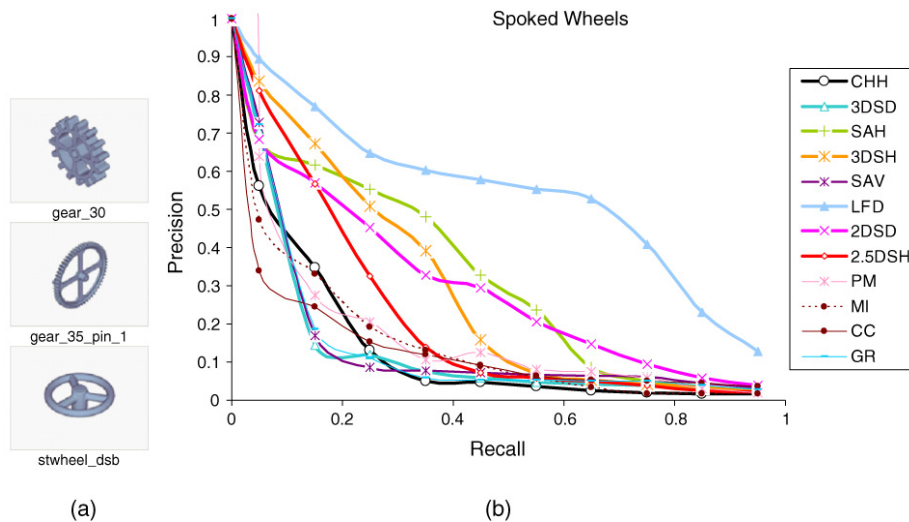 Spoked Wheels
gear_30
gear_35_pin_1
stwheel_dsb
(a)
Precision
1
0.9
0.8
0.7
0.6
0.5
0.4
0.3
0.2
0.1
0
0
0.2
0.4
0.6
0.8
1
Recall
(b)
CHH
3DSD
SAH
3DSH
SAV
LFD
2DSD
2.5DSH
PM
MI
CC
GR